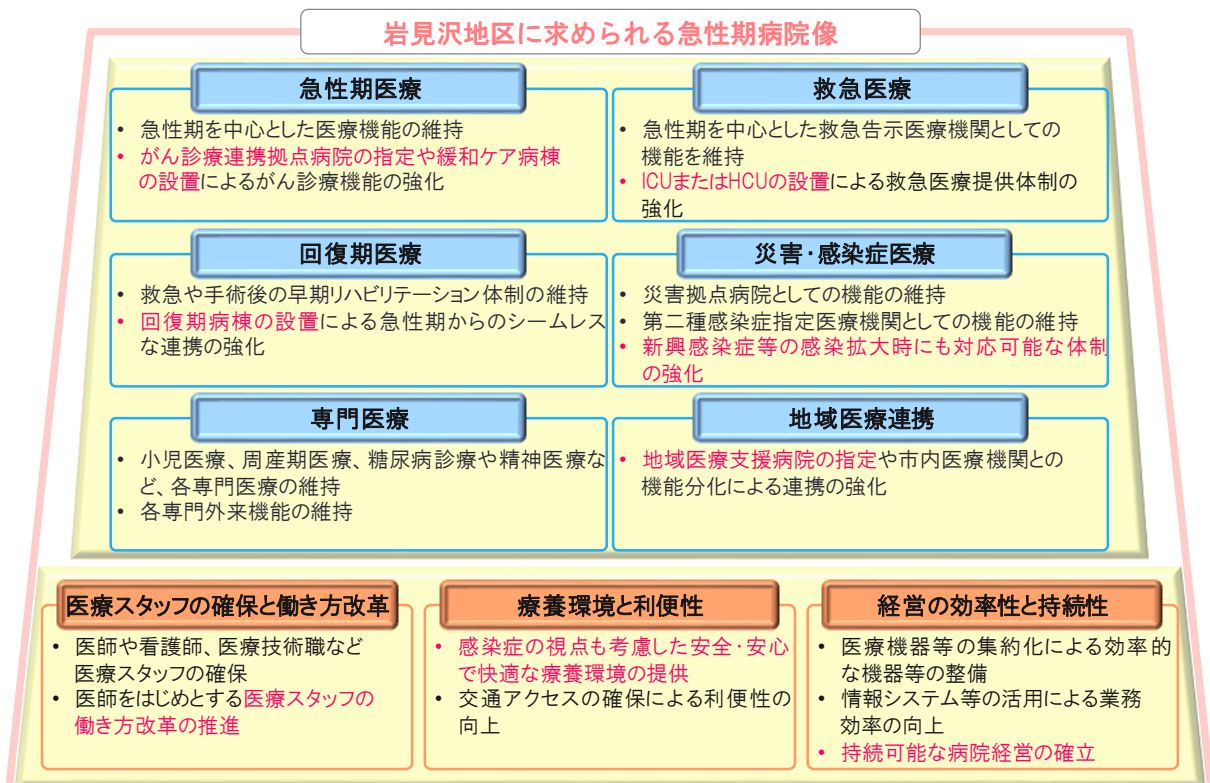 岩見沢地区に求められる急性期病院像
急性期医療
• 急性期を中心とした医療機能の維持
• がん診療連携拠点病院の指定や緩和ケア病棟
の設置によるがん診療機能の強化
救急医療
• 急性期を中心とした救急告示医療機関としての
機能を維持
• ICUまたはHCUの設置による救急医療提供体制の
強化
回復期医療
• 救急や手術後の早期リハビリテーション体制の維持
• 回復期病棟の設置による急性期からのシームレス
な連携の強化
災害・感染症医療
• 災害拠点病院としての機能の維持
• 第二種感染症指定医療機関としての機能の維持
• 新興感染症等の感染拡大時にも対応可能な体制
の強化
専門医療
• 小児医療、周産期医療、糖尿病診療や精神医療な
ど、各専門医療の維持
• 各専門外来機能の維持
地域医療連携
• 地域医療支援病院の指定や市内医療機関との
機能分化による連携の強化
医療スタッフの確保と働き方改革
• 医師や看護師、医療技術職など
医療スタッフの確保
• 医師をはじめとする医療スタッフの
働き方改革の推進
療養環境と利便性
• 感染症の視点も考慮した安全・安心
で快適な療養環境の提供
• 交通アクセスの確保による利便性の
向上
経営の効率性と持続性
• 医療機器等の集約化による効率的
な機器等の整備
• 情報システム等の活用による業務
効率の向上
• 持続可能な病院経営の確立